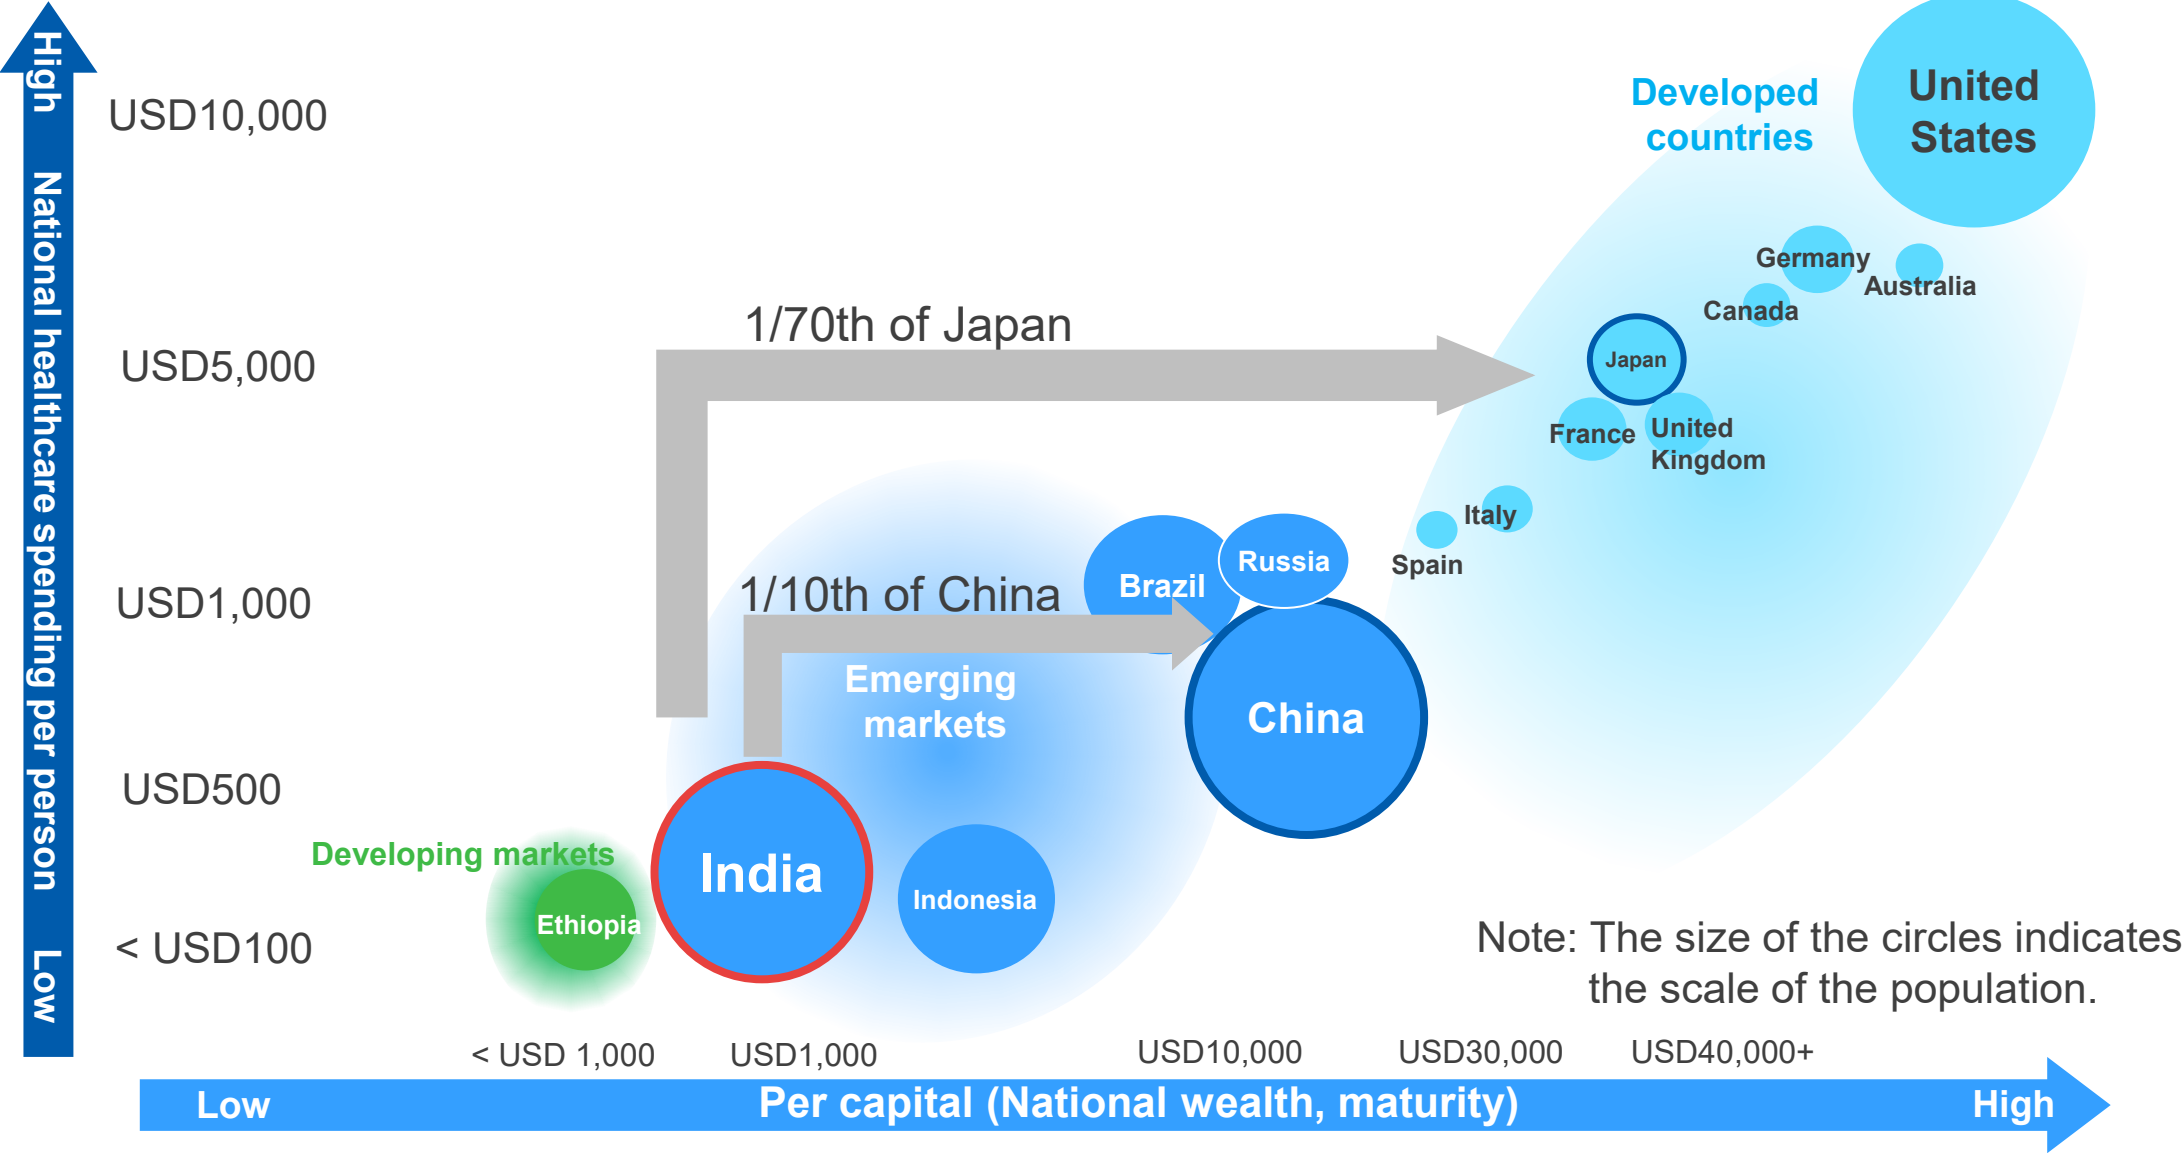 High
National healthcare spending per person
Low
USD10,000
USD5,000
USD1,000
USD500
< USD100
Developed
countries
United
States
Germany
Australia
Canada
Japan
France
United
Kingdom
Italy
Spain
1/70th of Japan
1/10th of China
Brazil
Russia
China
Emerging
markets
India
Indonesia
Developing markets
Ethiopia
Note: The size of the circles indicates
the scale of the population.
< USD 1,000
USD1,000
USD10,000
USD30,000
USD40,000+
Low
Per capital (National wealth, maturity)
High